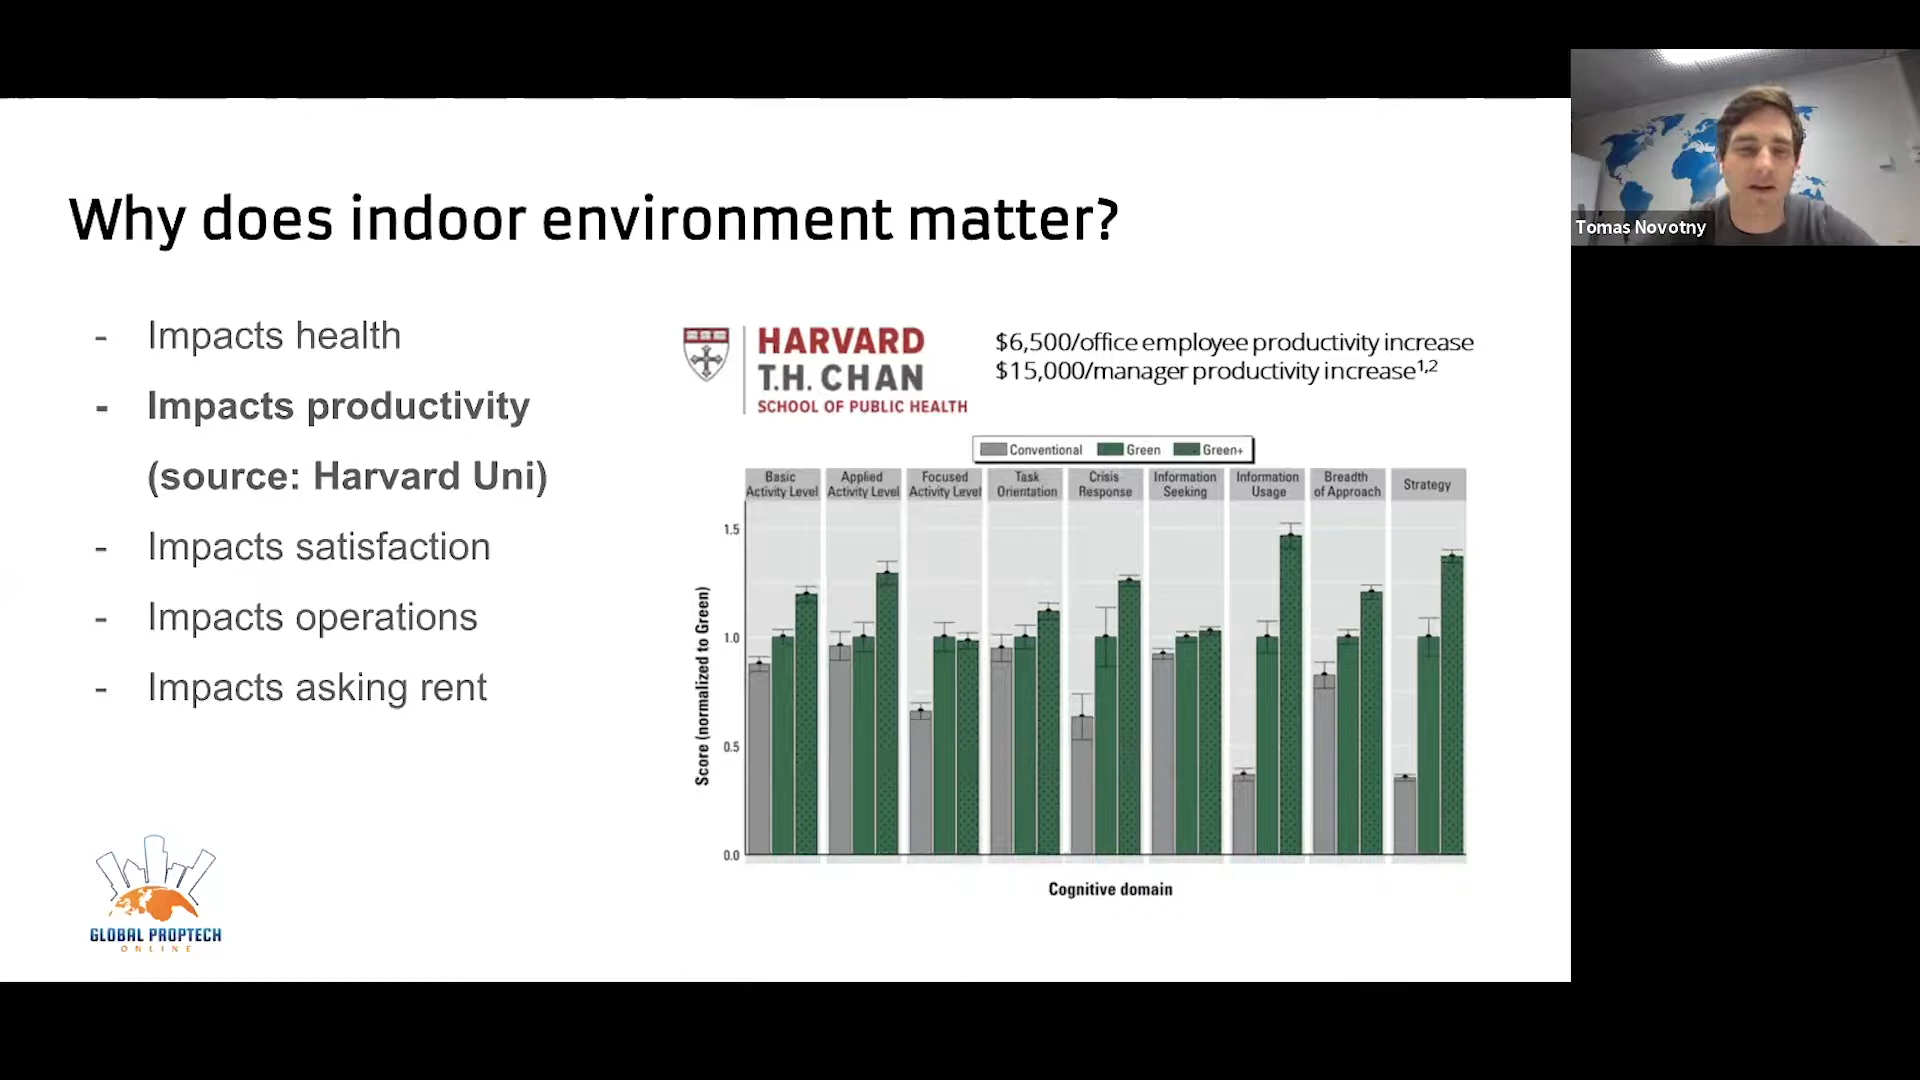 Why does indoor environment matter?
- Impacts health
- Impacts productivity
(source: Harvard Uni)
- Impacts satisfaction
- Impacts operations
- Impacts asking rent
HARVARD
T.H. CHAN
SCHOOL OF PUBLIC HEALTH
$6,500/office employee productivity increase
$15,000/manager productivity increase¹,²
Conventional Green Green+
Basic
Activity Level
Applied
Activity Level
Focused
Activity Level
Task
Orientation
Crisis
Response
Information
Seeking
Information
Usage
Breadth
of Approach
Strategy
Score (normalized to Green)
1.5
1.0
0.5
0.0
Cognitive domain
GLOBAL PROPTECH
ONLINE
Tomas Novotny